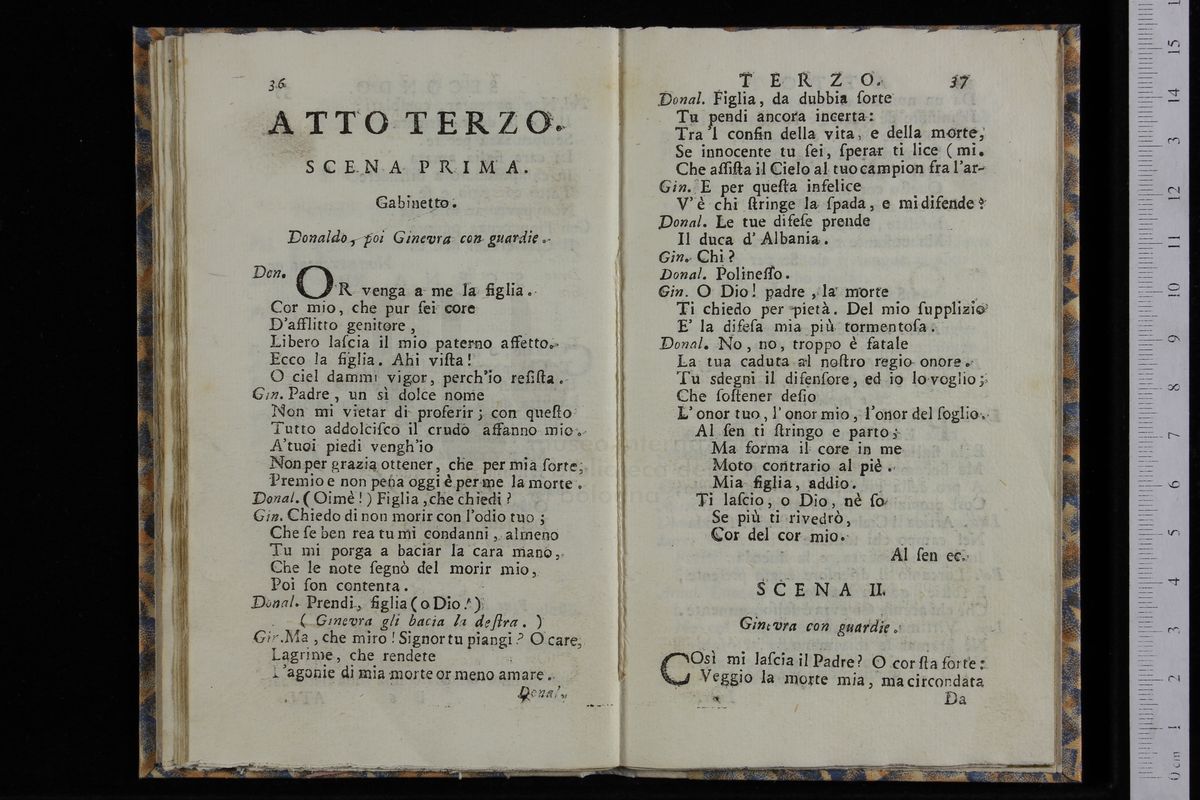 36
ATTO TERZO.
SCENA PRIMA.
Gabinetto.
Donaldo, poi Ginevra con guardie.
Don. OR venga a me la figlia.
Cor mio, che pur ſei core
D'afflitto genitore,
Libero laſcia il mio paterno affetto.
Ecco la figlia. Ahi viſta!
O ciel dammi vigor, perch'io reſiſta.
Gin. Padre, un sì dolce nome
Non mi vietar di proferir; con queſto
Tutto addolciſco il crudo affanno mio.
A'tuoi piedi vengh'io
Non per grazia ottener, che per mia ſorte,
Premio e non pena oggi è per me la morte.
Donal. (Oimè!) Figlia, che chiedi?
Gin. Chiedo di non morir con l'odio tuo;
Che ſe ben rea tu mi condanni, almeno
Tu mi porga a baciar la cara mano,
Che le note ſegnò del morir mio,
Poi ſon contenta.
Donal. Prendi, figlia (o Dio!)
( Ginevra gli bacia la deſtra. )
Gin. Ma, che miro! Signor tu piangi? O care,
Lagrime, che rendete
L'agonie di mia morte or meno amare.
Donal.
TERZO. 37
Donal. Figlia, da dubbia ſorte
Tu pendi ancora incerta:
Tra 'l confin della vita, e della morte,
Se innocente tu ſei, ſperar ti lice (mi.
Che aſſiſta il Cielo al tuo campion fra l'ar-
Gin. E per queſta infelice
V'è chi ſtringe la ſpada, e mi difende?
Donal. Le tue difeſe prende
Il duca d'Albania.
Gin. Chi?
Donal. Polineſſo.
Gin. O Dio! padre, la morte
Ti chiedo per pietà. Del mio ſupplizio
E' la difeſa mia più tormentoſa.
Donal. No, no, troppo è fatale
La tua caduta al noſtro regio onore.
Tu sdegni il difenſore, ed io lo voglio;
Che ſoſtener deſio
L'onor tuo, l'onor mio, l'onor del ſoglio.
Al ſen ti ſtringo e parto;
Ma forma il core in me
Moto contrario al piè.
Mia figlia, addio.
Ti laſcio, o Dio, nè ſo
Se più ti rivedrò,
Cor del cor mio.
Al ſen ec.
SCENA II.
Ginevra con guardie.
COsì mi laſcia il Padre? O cor ſta forte:
Veggio la morte mia, ma circondata
Da